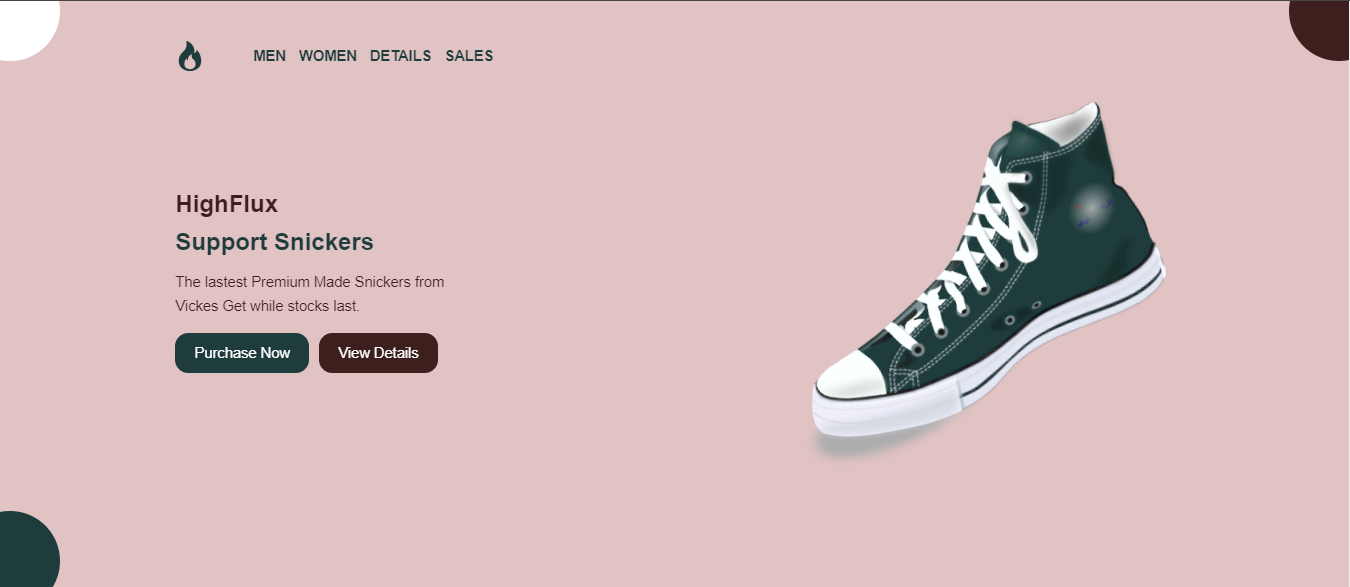 MEN WOMEN DETAILS SALES
HighFlux
Support Snickers
The lastest Premium Made Snickers from
Vickes Get while stocks last.
Purchase Now View Details